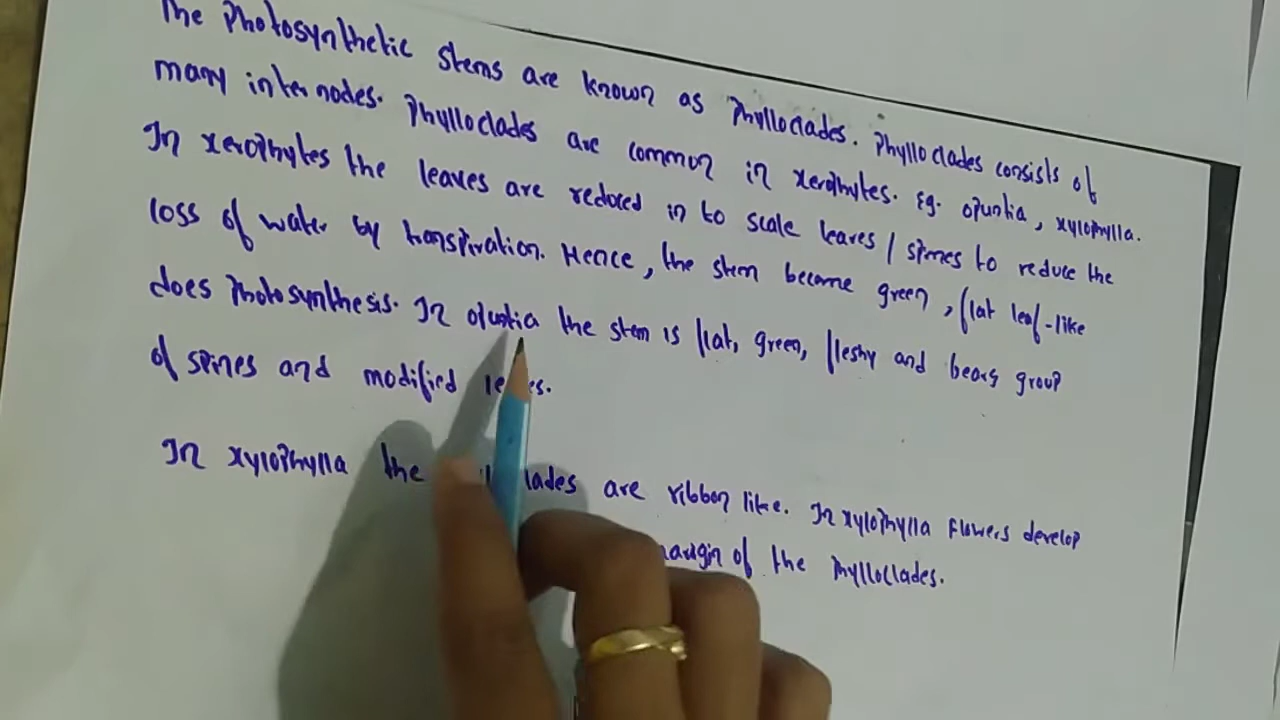 The Photosynthetic stems are known as Phylloclades. Phylloclades consists of
many internodes. Phylloclades are common in xerophytes. Eg. opuntia, xylophylla.
In xerophytes the leaves are reduced in to scale leaves / spines to reduce the
loss of water by transpiration. Hence, the stem become green, flat leaf-like
does Photosynthesis. In opuntia the stem is flat, green, fleshy and bears group
of spines and modified
In xylophylla the are ribbon like. In xylophylla flowers develop
margin of the Phylloclades.